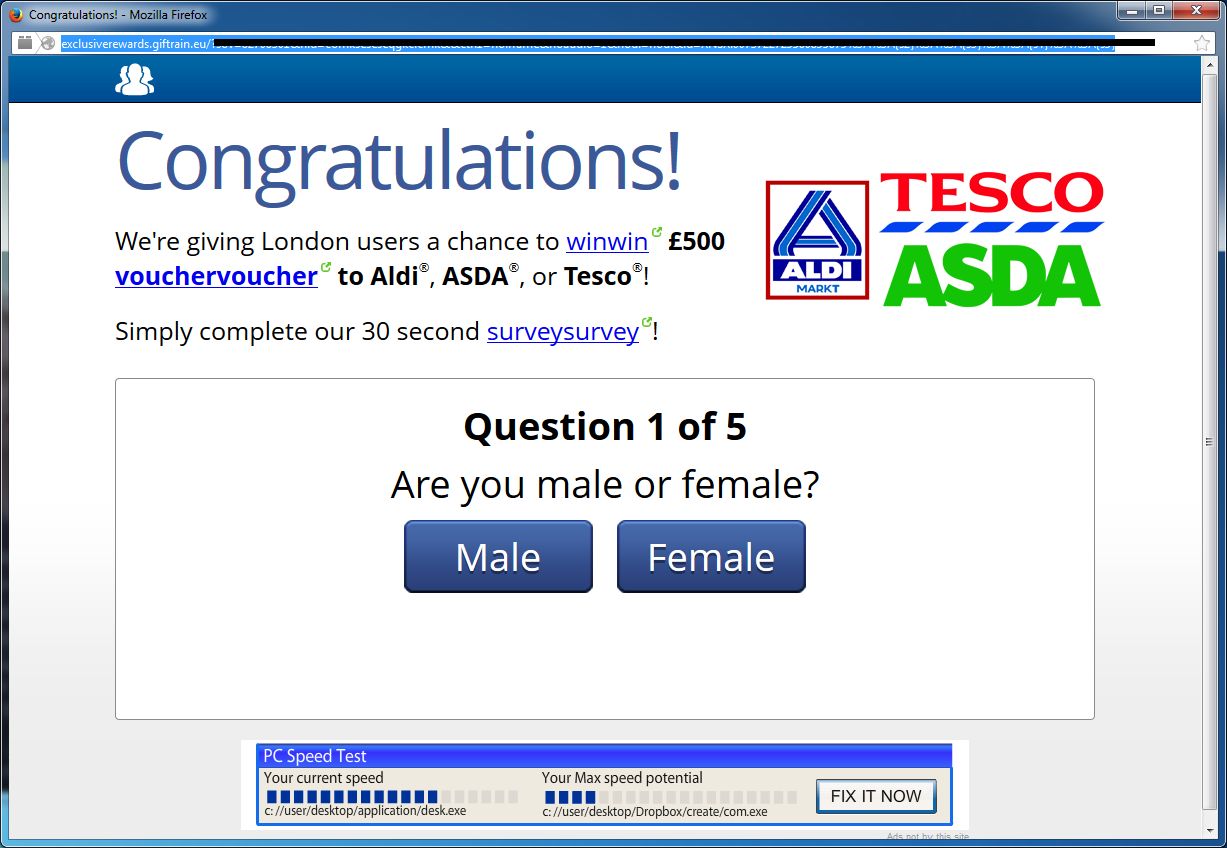 Congratulations! - Mozilla Firefox
exclusiverewards.giftrain.eu/
Congratulations!
We're giving London users a chance to winwin £500
vouchervoucher to Aldi®, ASDA®, or Tesco®!
Simply complete our 30 second surveysurvey!
ALDI
MARKT
TESCO
ASDA
Question 1 of 5
Are you male or female?
Male Female
PC Speed Test
Your current speed Your Max speed potential
c: //user/desktop/application/desk.exe c: //user/desktop/Dropbox/create/com.exe
FIX IT NOW
Ads not by this site